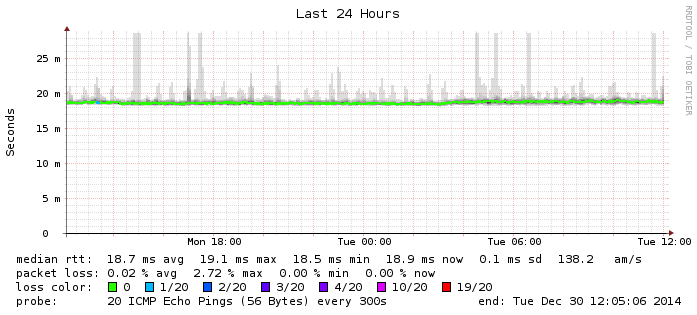 Last 24 Hours
RRDTOOL / TOBI OETIKER
Seconds
25 m
20 m
15 m
10 m
5 m
0
Mon 18:00 Tue 00:00 Tue 06:00 Tue 12:00
median rtt: 18.7 ms avg 19.1 ms max 18.5 ms min 18.9 ms now 0.1 ms sd 138.2 am/s
packet loss: 0.02 % avg 2.72 % max 0.00 % min 0.00 % now
loss color: 0 1/20 2/20 3/20 4/20 10/20 19/20
probe: 20 ICMP Echo Pings (56 Bytes) every 300s end: Tue Dec 30 12:05:06 2014